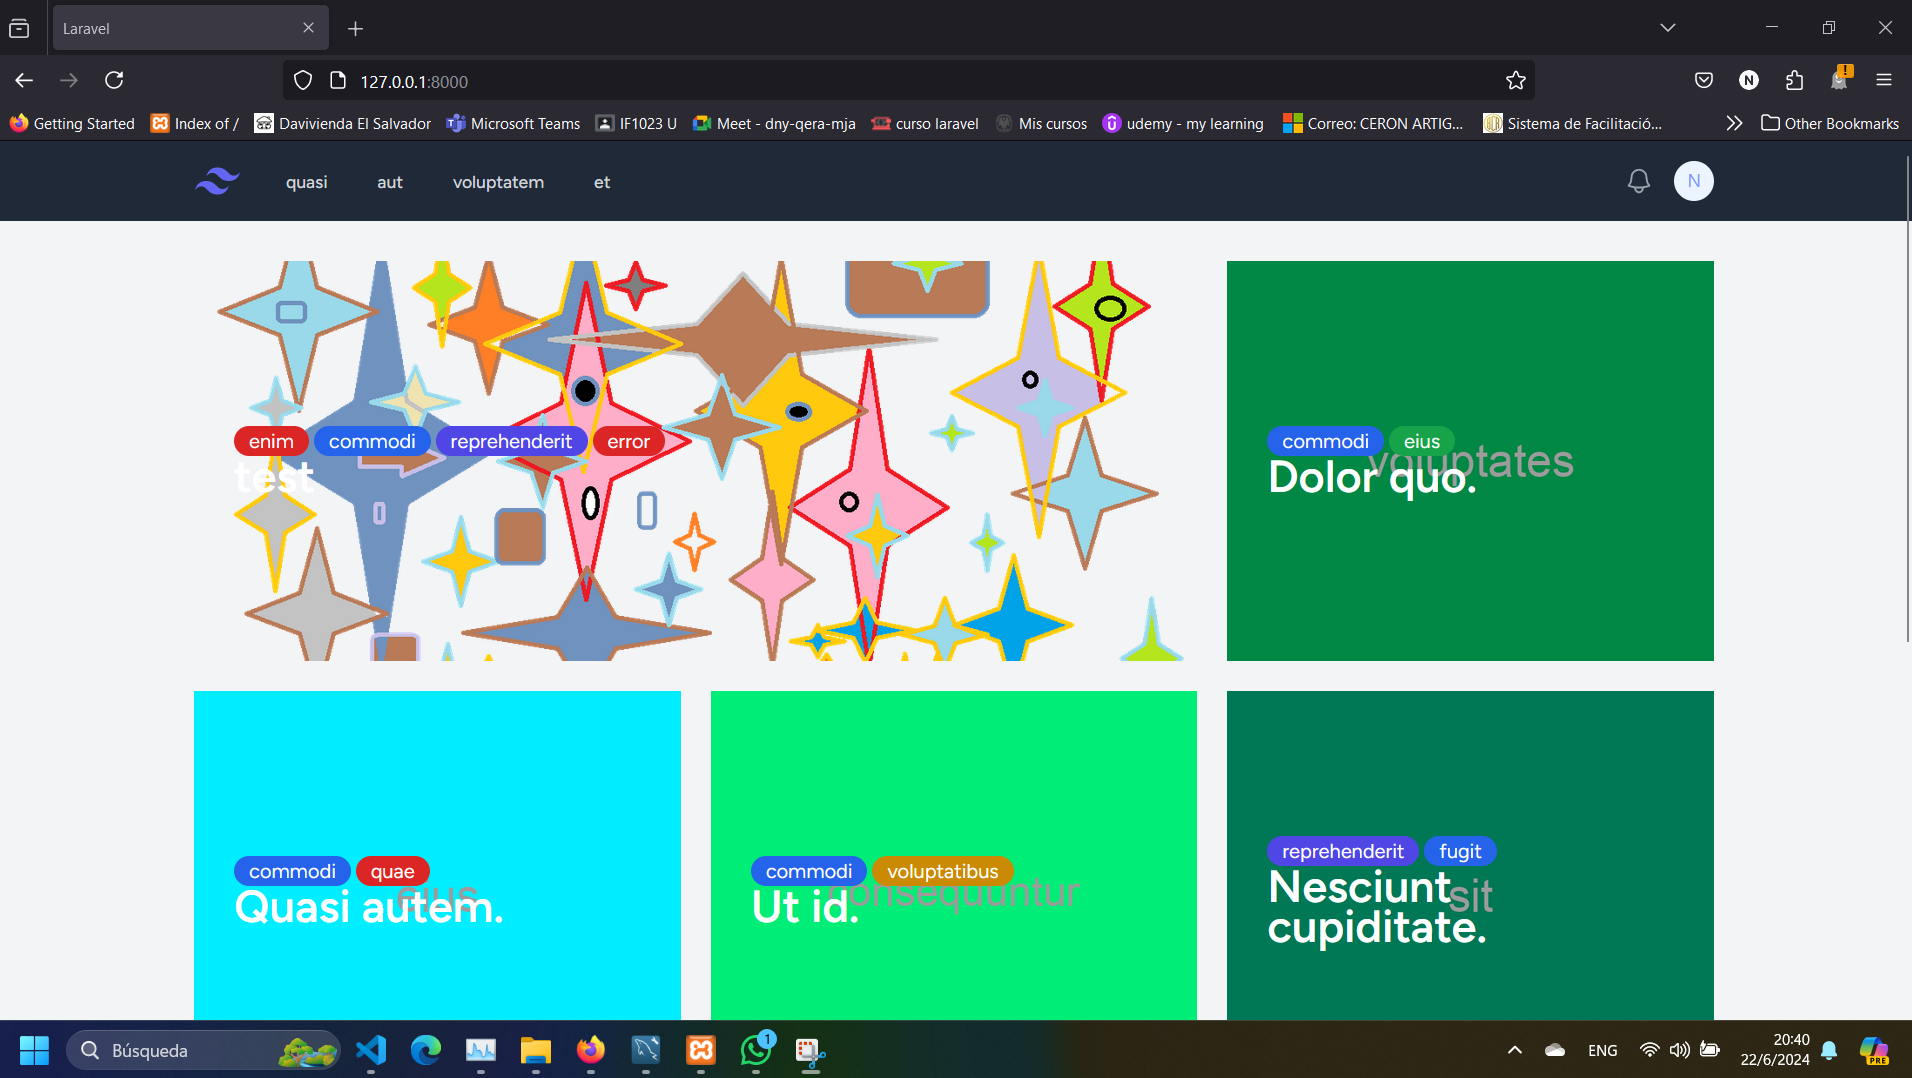 Laravel
127.0.0.1:8000
N
!
Getting Started
Index of /
Davivienda El Salvador
Microsoft Teams
IF1023 U
Meet - dny-qera-mja
curso laravel
Mis cursos
udemy - my learning
Correo: CERON ARTIG...
Sistema de Facilitació...
Other Bookmarks
quasi
aut
voluptatem
et
N
enim
commodi
reprehenderit
error
test
commodi
eius
voluptates
Dolor quo.
commodi
quae
eius
Quasi autem.
commodi
voluptatibus
consequuntur
Ut id.
reprehenderit
fugit
sit
Nesciunt
cupiditate.
Búsqueda
1
ENG
20:40
22/6/2024
PRE